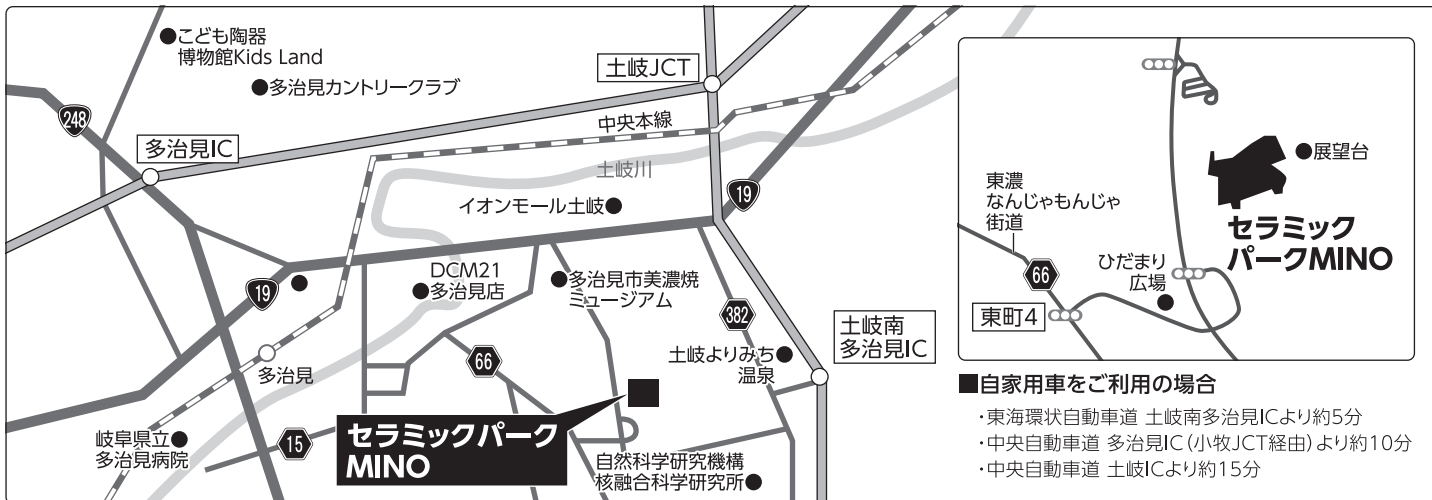 こども陶器
博物館Kids Land
多治見カントリークラブ
土岐JCT
248
多治見IC
中央本線
土岐川
19
イオンモール土岐
DCM21
多治見店
多治見市美濃焼
ミュージアム
19
382
土岐南
多治見IC
土岐よりみち
温泉
多治見
66
セラミックパーク
MINO
岐阜県立
多治見病院
15
自然科学研究機構
核融合科学研究所
展望台
東濃
なんじゃもんじゃ
街道
セラミック
パークMINO
66
ひだまり
広場
東町4
■自家用車をご利用の場合
・東海環状自動車道 土岐南多治見ICより約5分
・中央自動車道 多治見IC(小牧JCT経由)より約10分
・中央自動車道 土岐ICより約15分